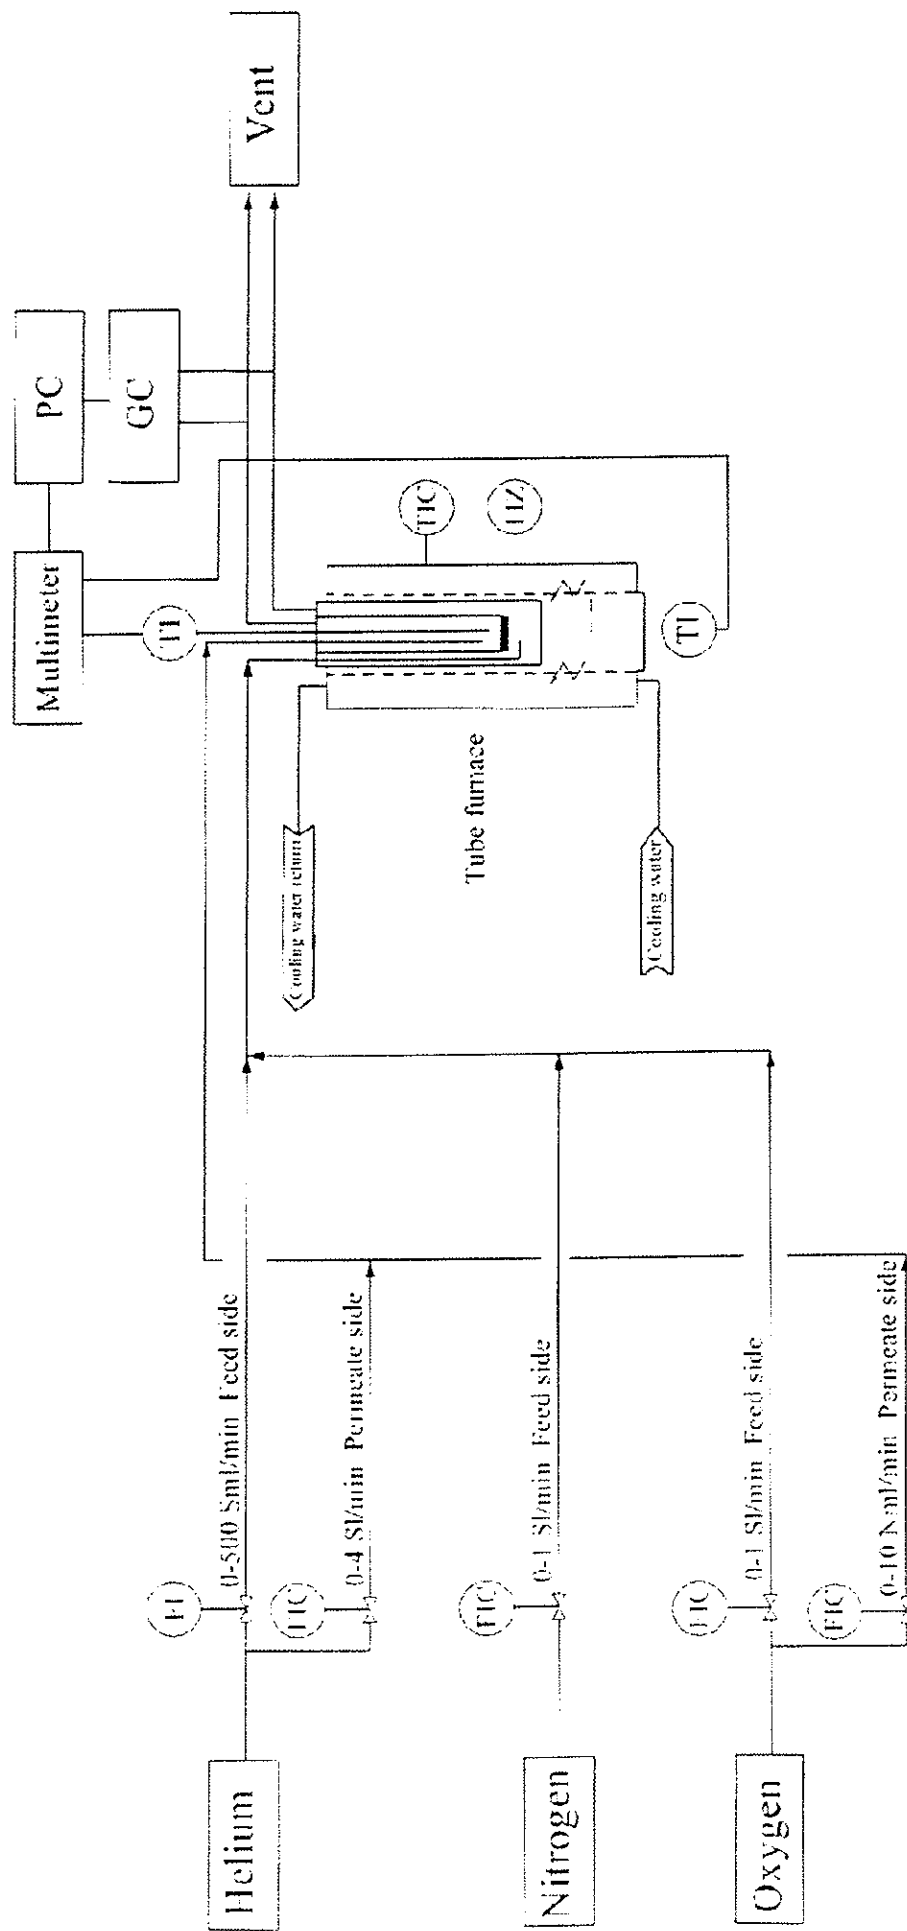 Multimeter
PC
GC
Vent
TI
TIC
TI
Cooling water return
Tube furnace
Cooling water
Helium
FI
0-500 Sml/min Feed side
FIC
0-4 Sl/min Permeate side
Nitrogen
FIC
0-1 Sl/min Feed side
Oxygen
FIC
0-1 Sl/min Feed side
FIC
0-10 Nml/min Permeate side